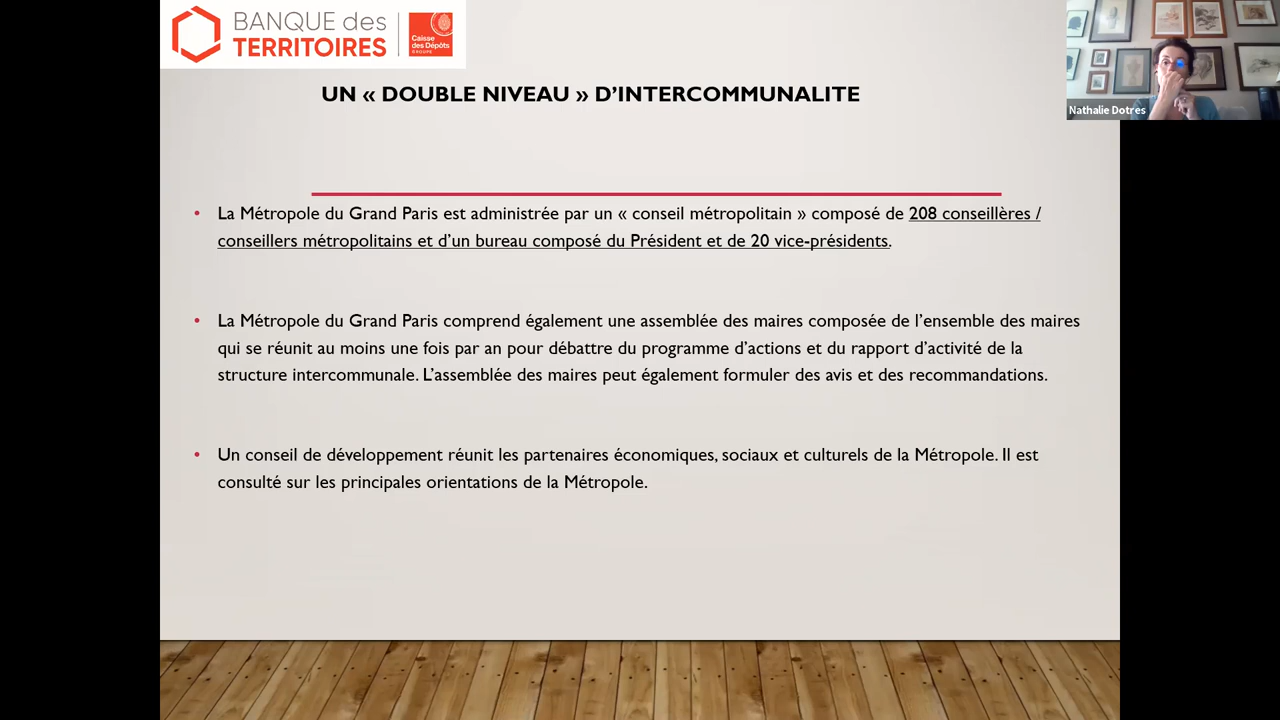 BANQUE des
TERRITOIRES
Caisse
des Dépôts
GROUPE
Nathalie Dotres
UN « DOUBLE NIVEAU » D’INTERCOMMUNALITE
• La Métropole du Grand Paris est administrée par un « conseil métropolitain » composé de 208 conseillères /
conseillers métropolitains et d’un bureau composé du Président et de 20 vice-présidents.
• La Métropole du Grand Paris comprend également une assemblée des maires composée de l’ensemble des maires
qui se réunit au moins une fois par an pour débattre du programme d’actions et du rapport d’activité de la
structure intercommunale. L’assemblée des maires peut également formuler des avis et des recommandations.
• Un conseil de développement réunit les partenaires économiques, sociaux et culturels de la Métropole. Il est
consulté sur les principales orientations de la Métropole.